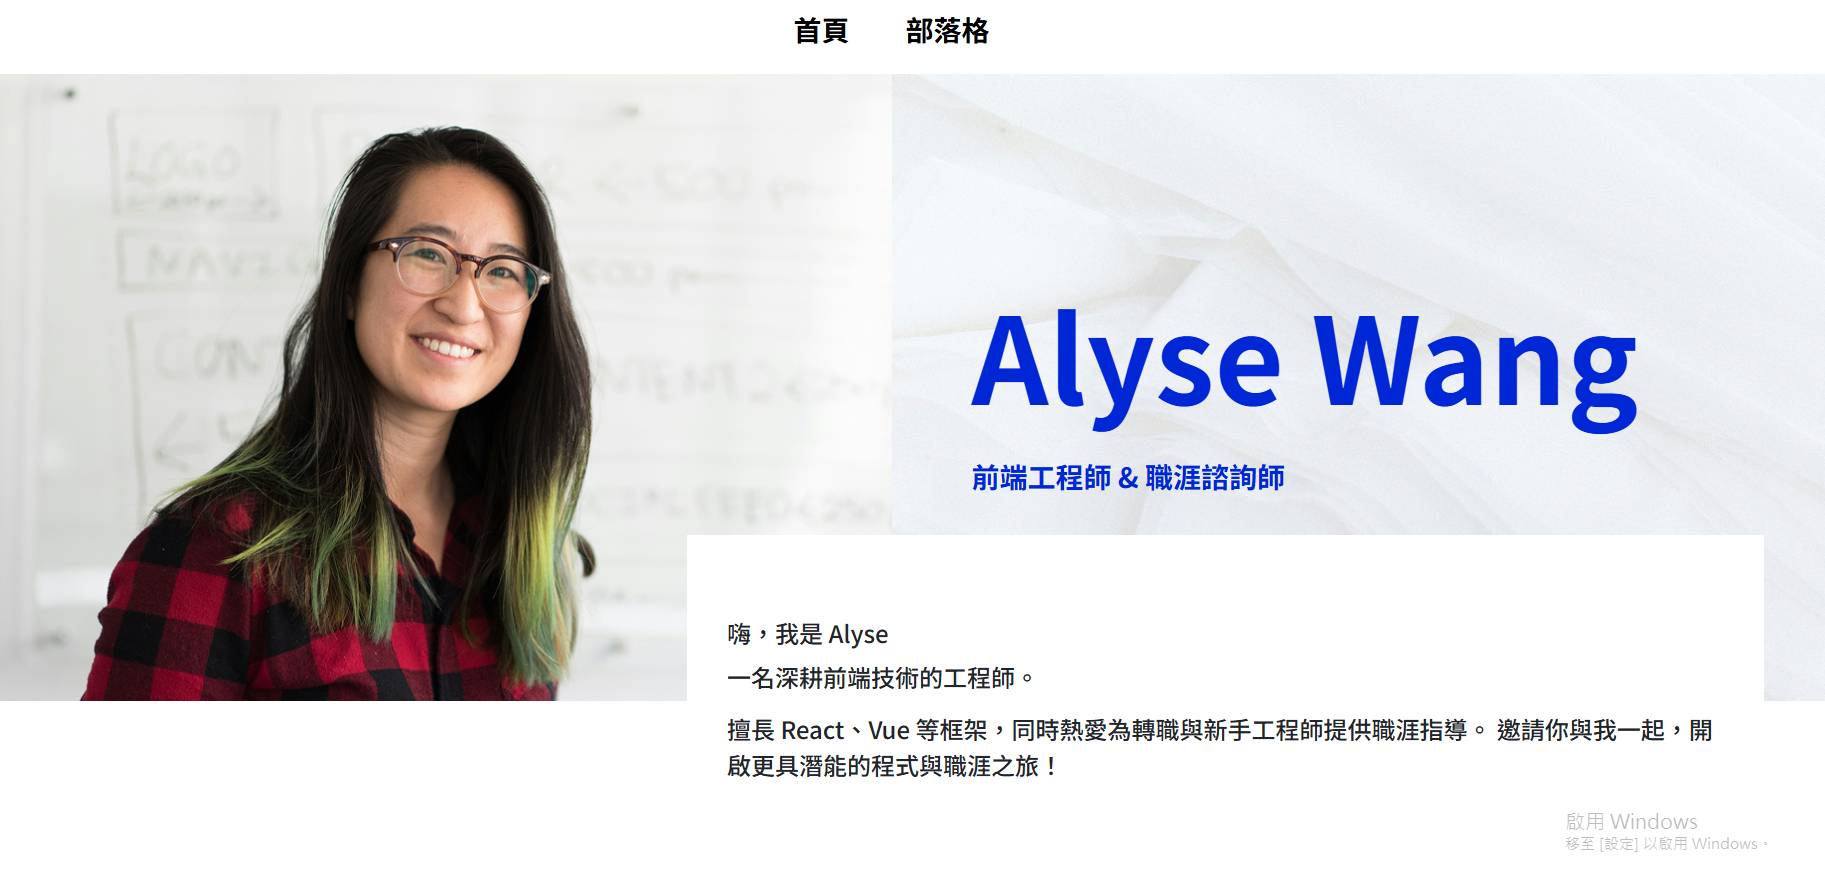 首頁 部落格
LOGO
CONT
Alyse Wang
前端工程師 & 職涯諮詢師
嗨，我是 Alyse
一名深耕前端技術的工程師。
擅長 React、Vue 等框架，同時熱愛為轉職與新手工程師提供職涯指導。 邀請你與我一起，開
啟更具潛能的程式與職涯之旅！
啟用 Windows
移至 [設定] 以啟用 Windows。